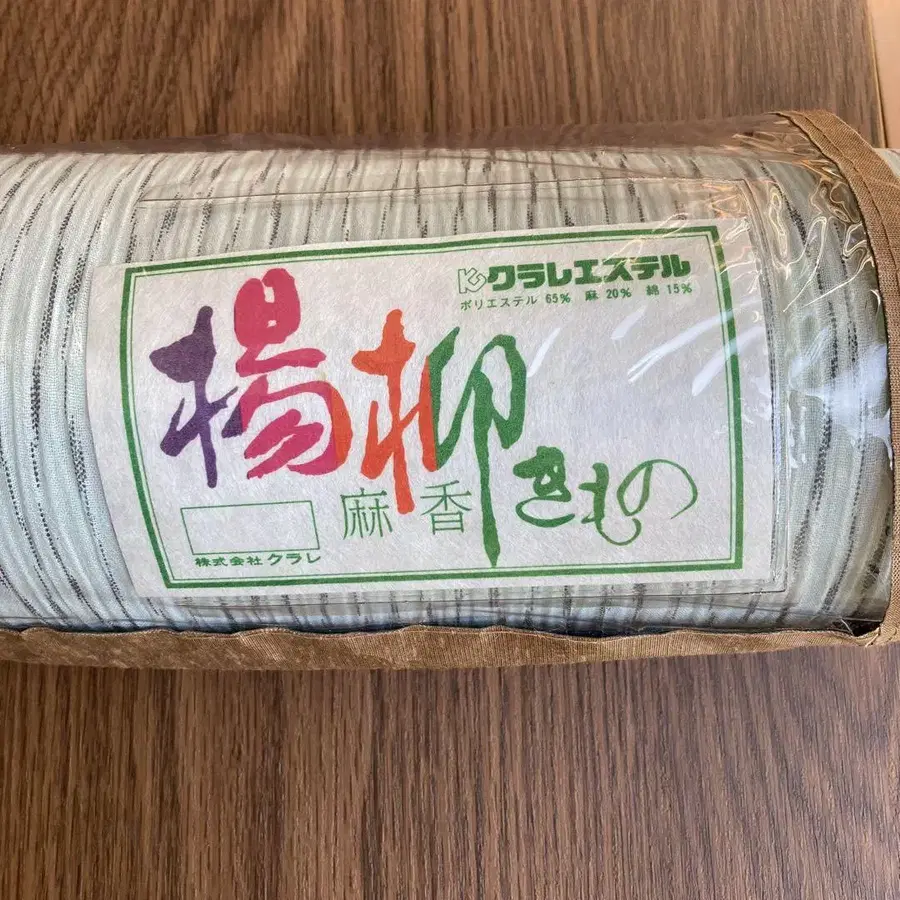 クラレエステル
ポリエステル 65% 麻 20% 綿 15%
楊柳きもの
麻香
株式会社クラレ